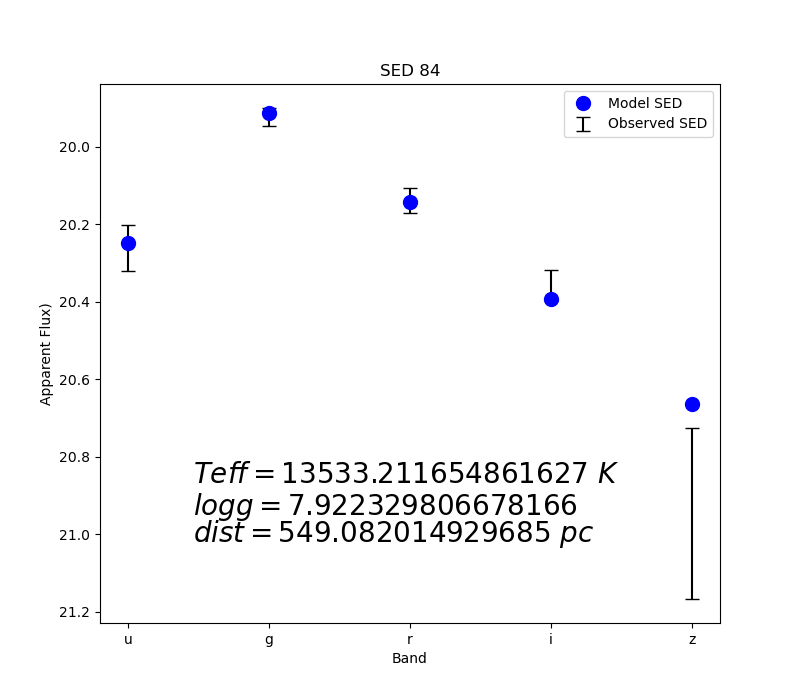 SED 84
Model SED
Observed SED
Apparent Flux)
20.0
20.2
20.4
20.6
20.8
21.0
21.2
Teff = 13533.211654861627 K
logg = 7.922329806678166
dist = 549.082014929685 pc
u g r i z
Band